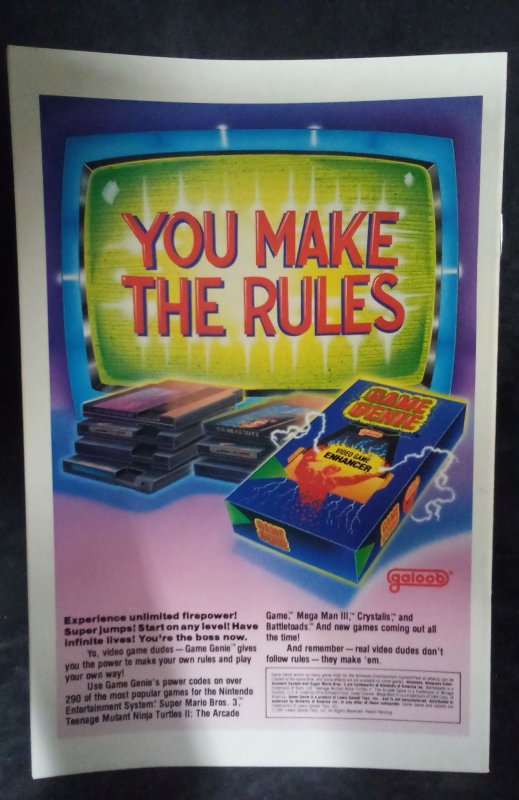 YOU MAKE
THE RULES
GAME
GENIE™
galoob
VIDEO GAME
ENHANCER
GAME
GENIE
galoob®
Experience unlimited firepower!
Super jumps! Start on any level! Have
infinite lives! You're the boss now.
Yo, video game dudes — Game Genie™ gives
you the power to make your own rules and play
your own way!
Use Game Genie's power codes on over
290 of the most popular games for the Nintendo
Entertainment System®: Super Mario Bros. 3,™
Teenage Mutant Ninja Turtles II: The Arcade
Game,™ Mega Man III,™ Crystalis,™ and
Battletoads.™ And new games coming out all
the time!
And remember — real video dudes don't
follow rules — they make 'em.